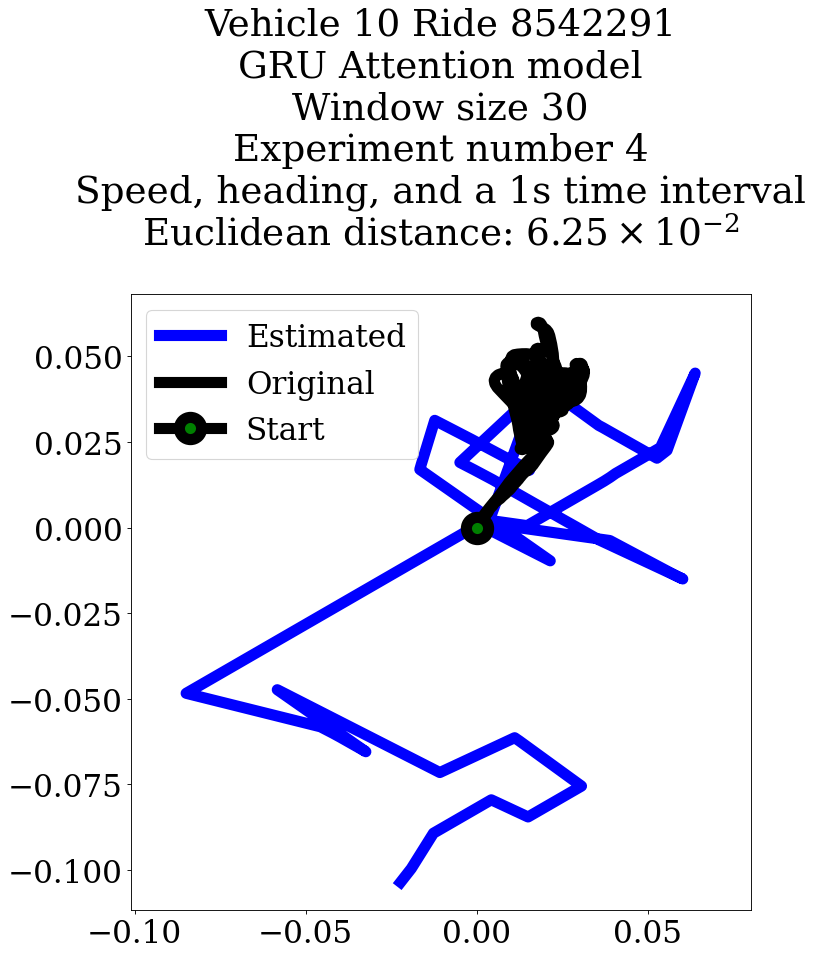 Vehicle 10 Ride 8542291
GRU Attention model
Window size 30
Experiment number 4
Speed, heading, and a 1s time interval
Euclidean distance: 6.25 × 10⁻²
Estimated
Original
Start
0.050
0.025
0.000
−0.025
−0.050
−0.075
−0.100
−0.10 −0.05 0.00 0.05